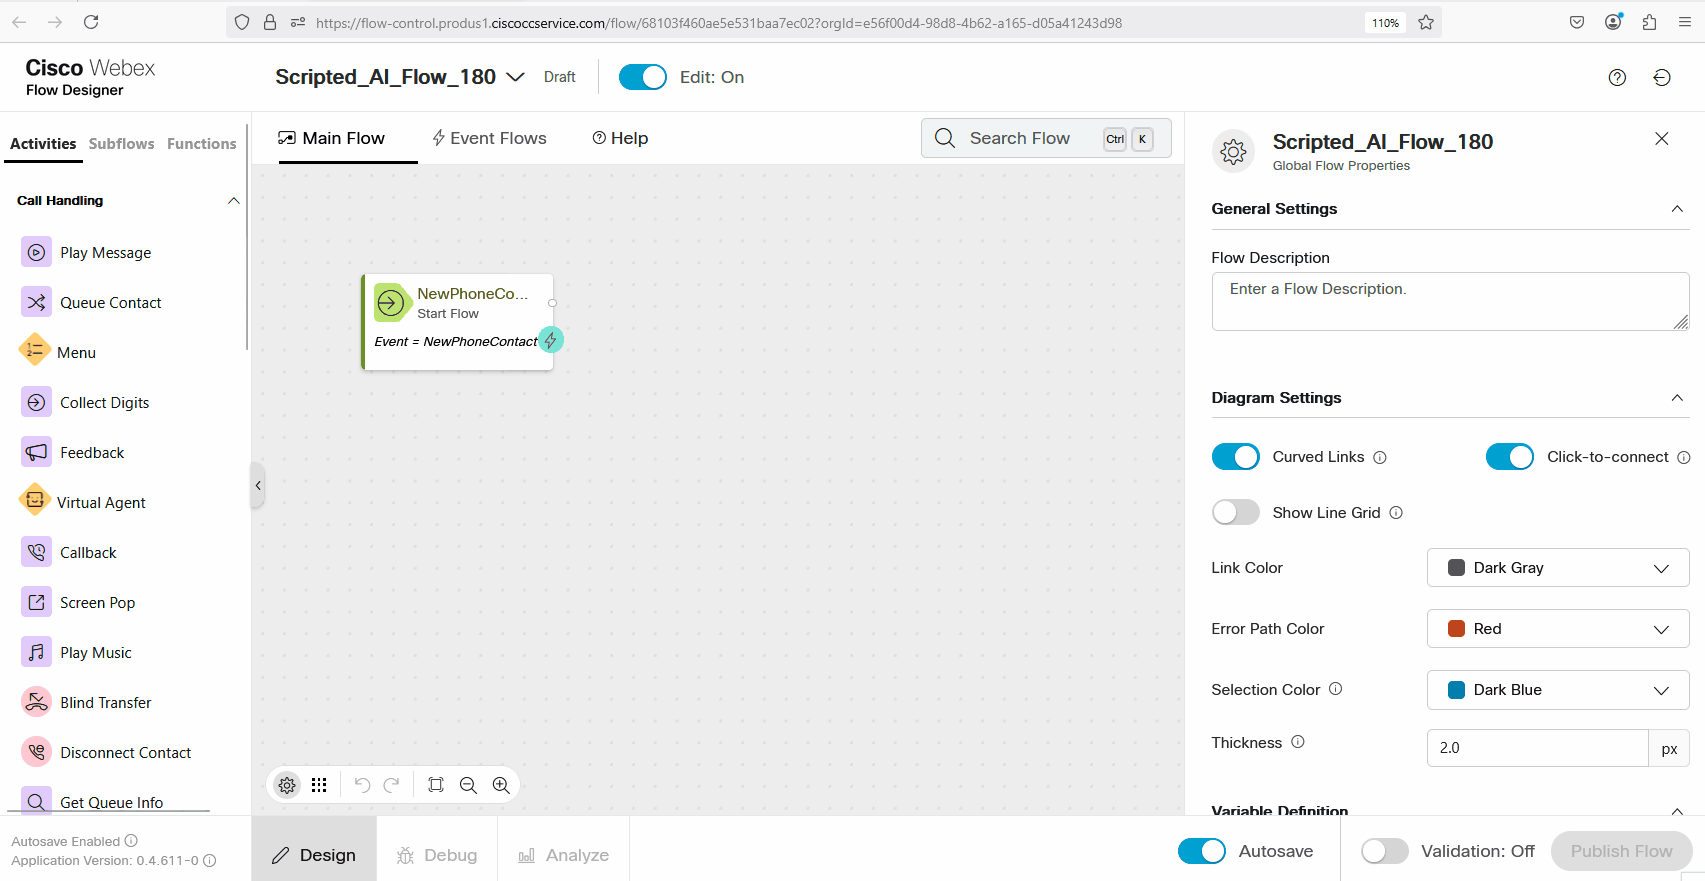 https://flow-control.produs1.ciscoccservice.com/flow/68103f460ae5e531baa7ec02?orgId=e56f00d4-98d8-4b62-a165-d05a41243d98
110%
Cisco Webex
Flow Designer
Scripted_AI_Flow_180
Draft
Edit: On
Activities
Subflows
Functions
Main Flow
Event Flows
Help
Search Flow
Ctrl
K
Call Handling
Play Message
Queue Contact
Menu
Collect Digits
Feedback
Virtual Agent
Callback
Screen Pop
Play Music
Blind Transfer
Disconnect Contact
Get Queue Info
NewPhoneCo...
Start Flow
Event = NewPhoneContact
Scripted_AI_Flow_180
Global Flow Properties
General Settings
Flow Description
Enter a Flow Description.
Diagram Settings
Curved Links
Click-to-connect
Show Line Grid
Link Color
Dark Gray
Error Path Color
Red
Selection Color
Dark Blue
Thickness
2.0
px
Variable Definition
Autosave Enabled
Application Version: 0.4.611-0
Design
Debug
Analyze
Autosave
Validation: Off
Publish Flow